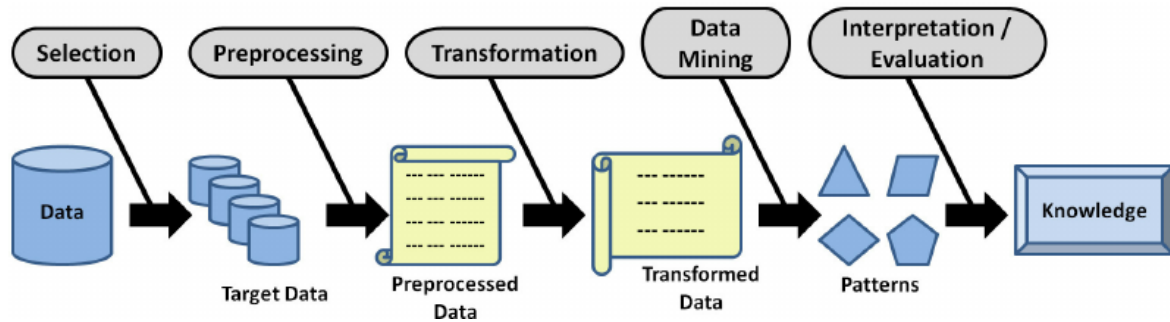 Selection
Preprocessing
Transformation
Data
Mining
Interpretation /
Evaluation
Data
Target Data
--- --- ------
--- --- ------
--- --- ------
--- --- ------
Preprocessed
Data
--- ------
--- ------
--- ------
Transformed
Data
Patterns
Knowledge